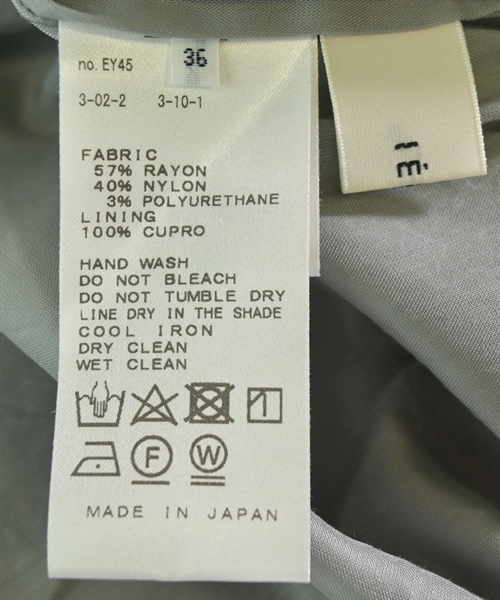 36
no. EY45
3-02-2 3-10-1
FABRIC
57% RAYON
40% NYLON
3% POLYURETHANE
LINING
100% CUPRO
HAND WASH
DO NOT BLEACH
DO NOT TUMBLE DRY
LINE DRY IN THE SHADE
COOL IRON
DRY CLEAN
WET CLEAN
F
W
MADE IN JAPAN